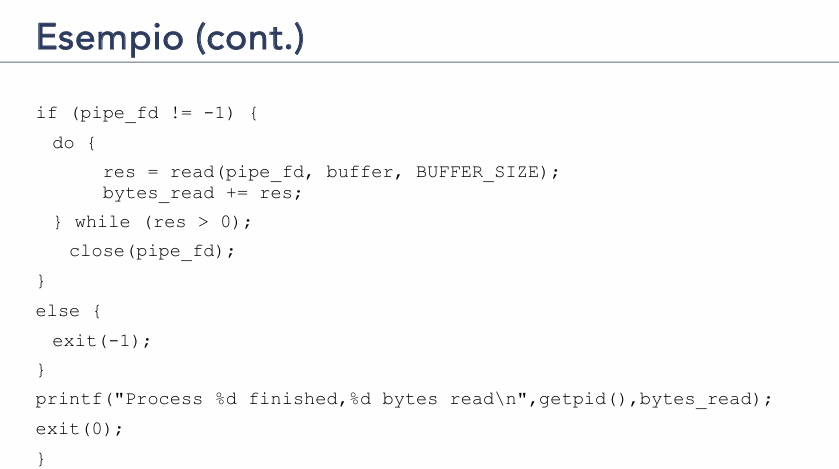 Esempio (cont.)
if (pipe_fd != -1) {
do {
res = read(pipe_fd, buffer, BUFFER_SIZE);
bytes_read += res;
} while (res > 0);
close(pipe_fd);
}
else {
exit(-1);
}
printf("Process %d finished,%d bytes read\n",getpid(),bytes_read);
exit(0);
}